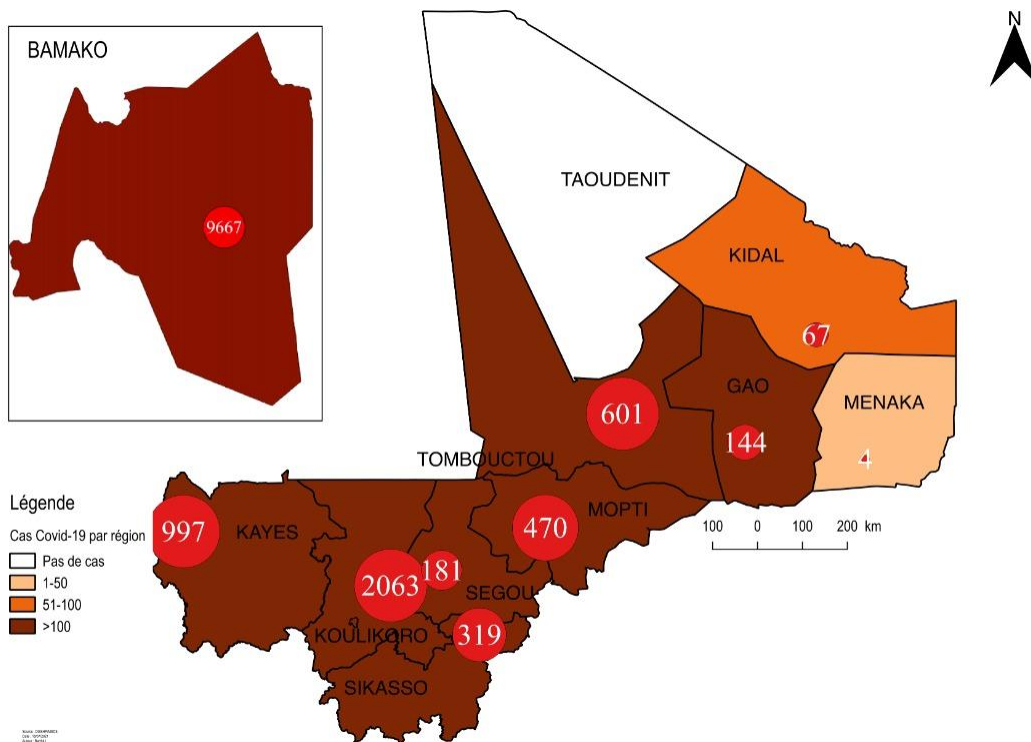 BAMAKO
9667
N
TAOUDENIT
KIDAL
67
GAO
144
MENAKA
4
601
TOMBOUCTOU
MOPTI
470
KAYES
997
2063
181
SEGOU
KOULIKORO
319
SIKASSO
100 0 100 200 km
Légende
Cas Covid-19 par région
Pas de cas
1-50
51-100
>100